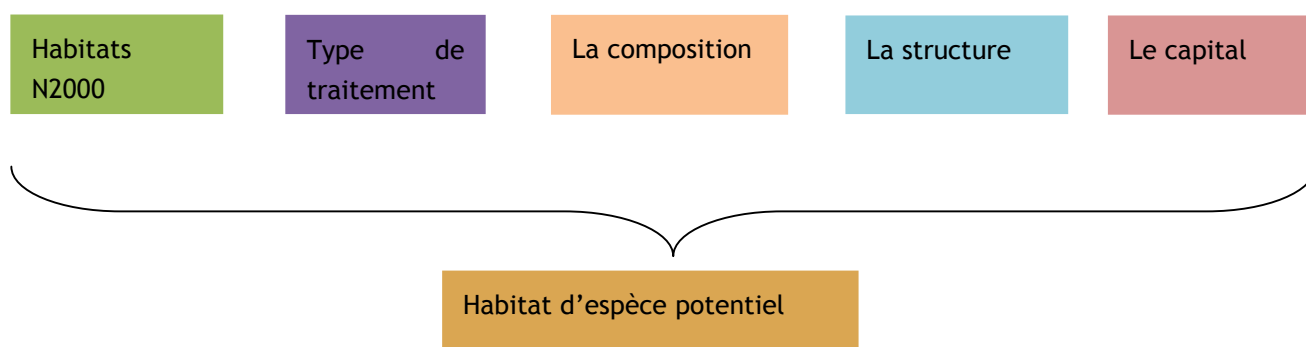 Habitats
N2000
Type de
traitement
La composition
La structure
Le capital
Habitat d’espèce potentiel